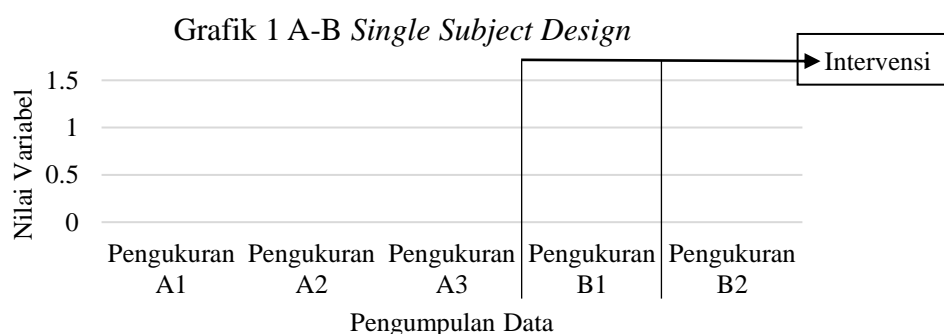 Grafik 1 A-B Single Subject Design
Intervensi
Nilai Variabel
1.5
1
0.5
0
Pengukuran A1
Pengukuran A2
Pengukuran A3
Pengukuran B1
Pengukuran B2
Pengumpulan Data